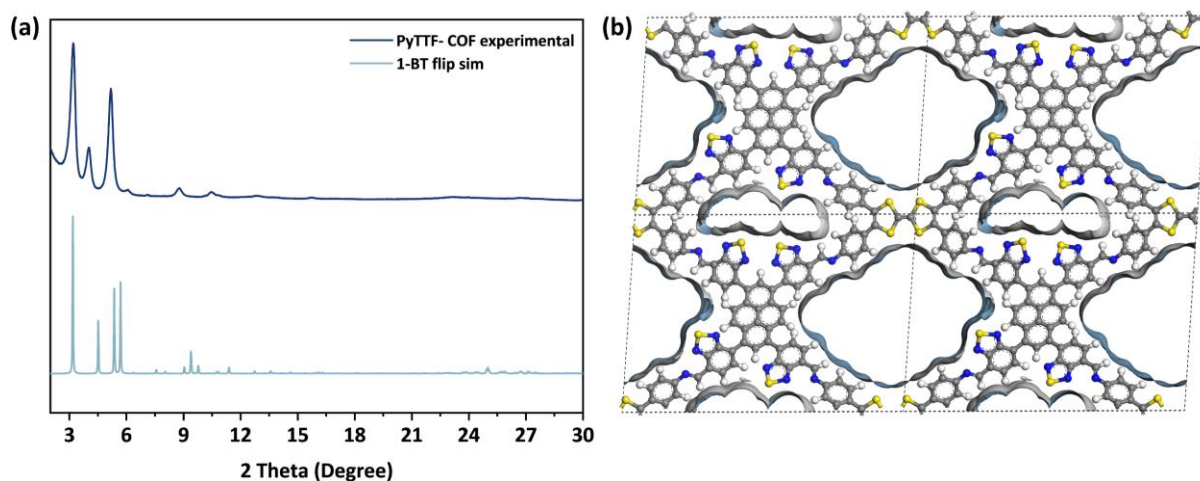 (a)
PyTTF- COF experimental
1-BT flip sim
3 6 9 12 15 18 21 24 27 30
2 Theta (Degree)
(b)